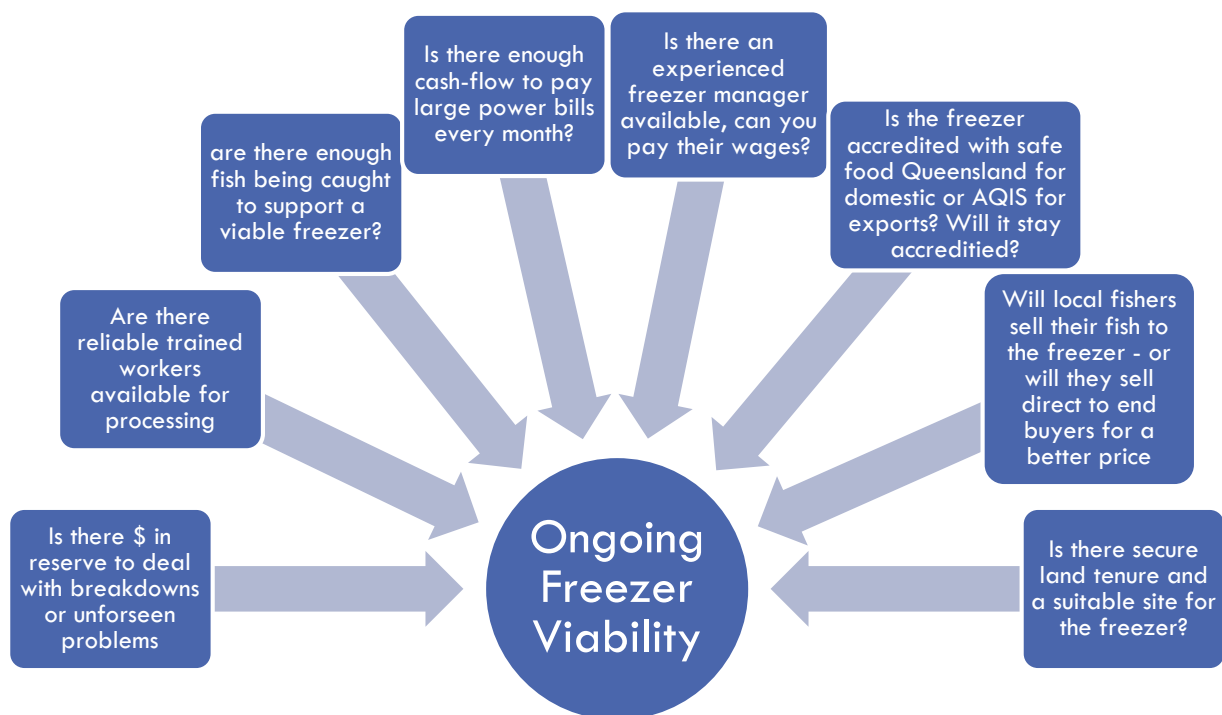 Is there $ in
reserve to deal
with breakdowns
or unforseen
problems
Are there
reliable trained
workers
available for
processing
are there enough
fish being caught
to support a
viable freezer?
Is there enough
cash-flow to pay
large power bills
every month?
Is there an
experienced
freezer manager
available, can you
pay their wages?
Is the freezer
accredited with safe
food Queensland for
domestic or AQIS for
exports? Will it stay
accreditied?
Will local fishers
sell their fish to
the freezer - or
will they sell
direct to end
buyers for a
better price
Is there secure
land tenure and
a suitable site for
the freezer?
Ongoing
Freezer
Viability